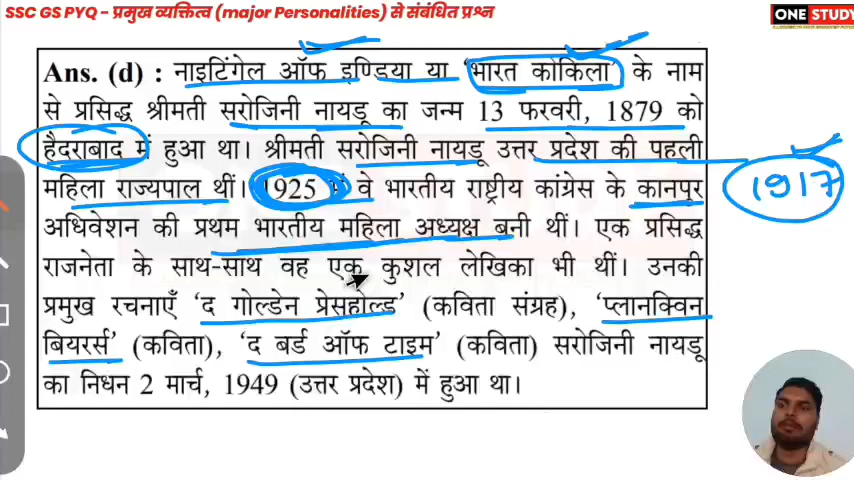 SSC GS PYQ - प्रमुख व्यक्तित्व (major Personalities) से संबंधित प्रश्न
ONE STUDY
Ans. (d) : नाइटिंगेल ऑफ इण्डिया या 'भारत कोकिला' के नाम
से प्रसिद्ध श्रीमती सरोजिनी नायडू का जन्म 13 फरवरी, 1879 को
हैदराबाद में हुआ था। श्रीमती सरोजिनी नायडू उत्तर प्रदेश की पहली
महिला राज्यपाल थीं। 1925 में वे भारतीय राष्ट्रीय कांग्रेस के कानपुर
1917
अधिवेशन की प्रथम भारतीय महिला अध्यक्ष बनी थीं। एक प्रसिद्ध
राजनेता के साथ-साथ वह एक कुशल लेखिका भी थीं। उनकी
प्रमुख रचनाएँ 'द गोल्डेन प्रेसहोल्ड' (कविता संग्रह), 'प्लानक्विन
बियरर्स' (कविता), 'द बर्ड ऑफ टाइम' (कविता) सरोजिनी नायडू
का निधन 2 मार्च, 1949 (उत्तर प्रदेश) में हुआ था।